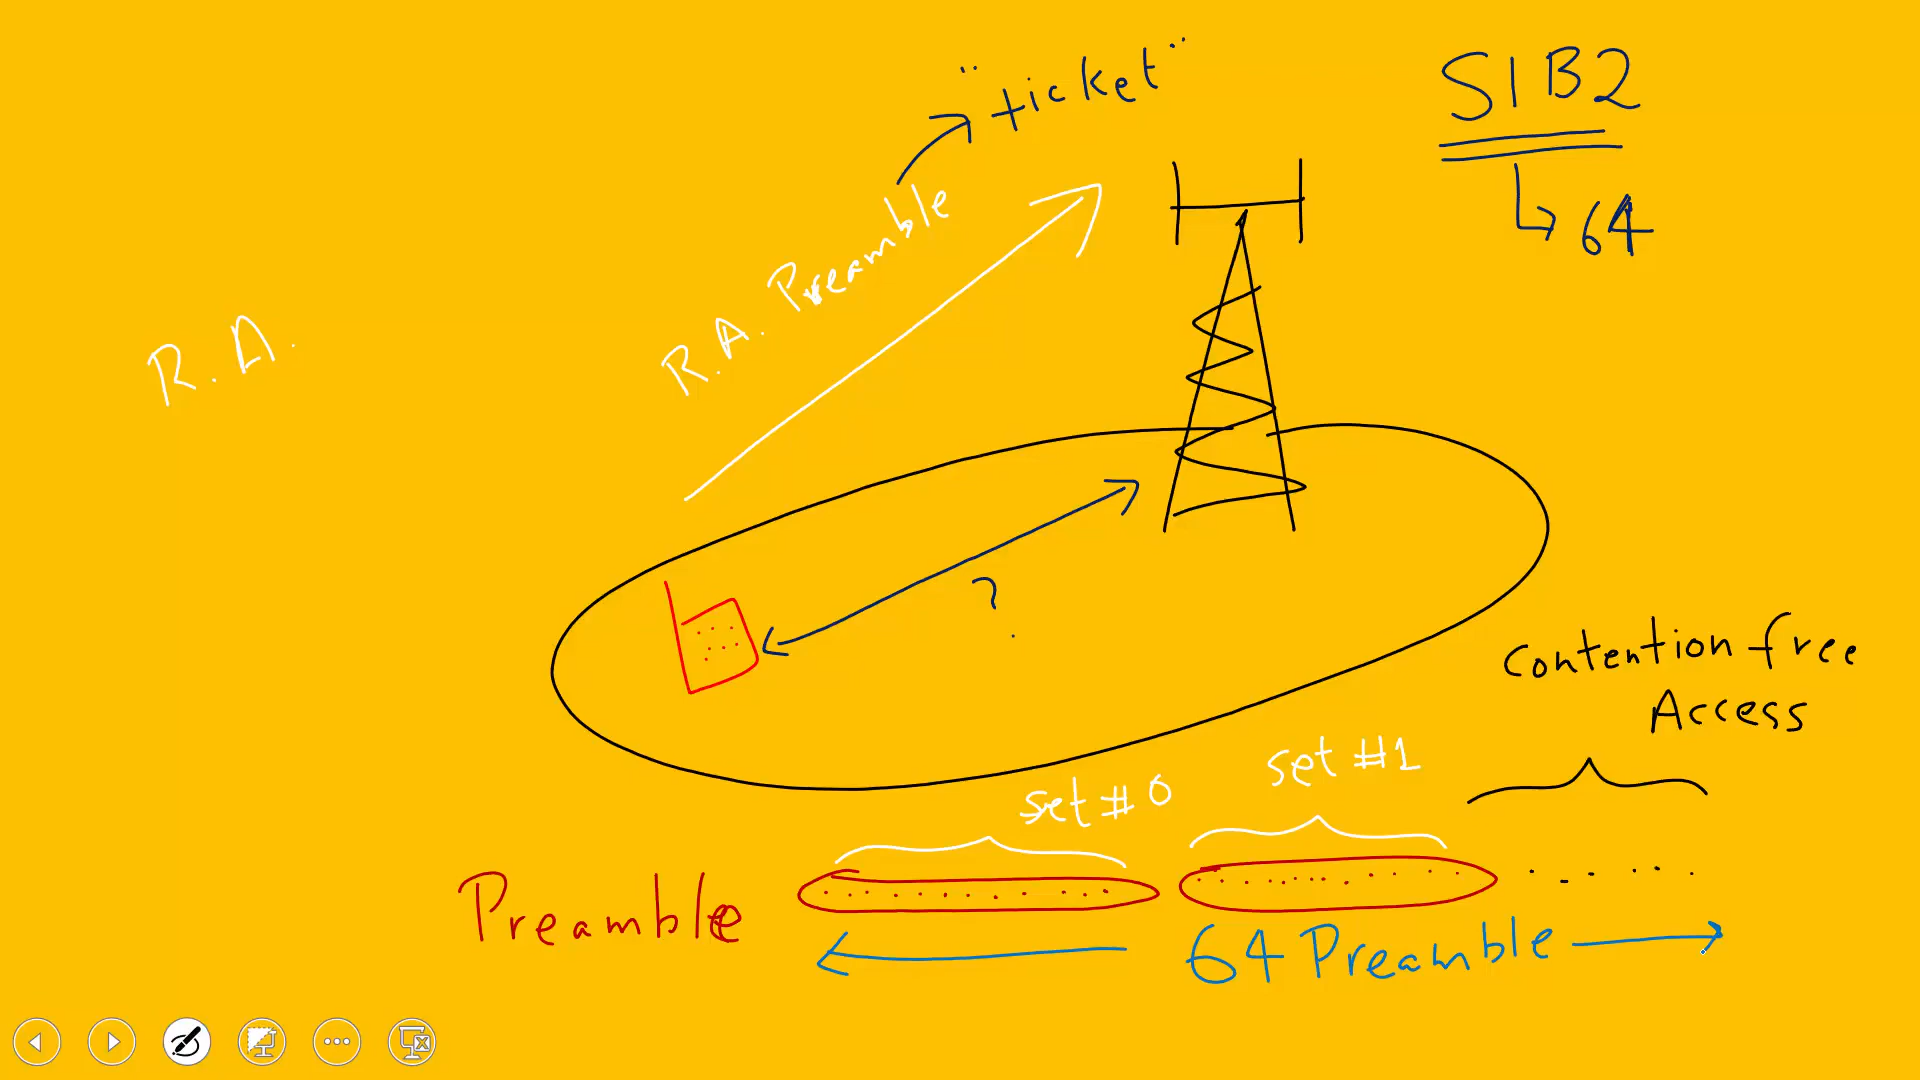 "ticket"
SIB2
64
R.A.
R.A. Preamble
?
Contention free
Access
set #0
set #1
Preamble
64 Preamble